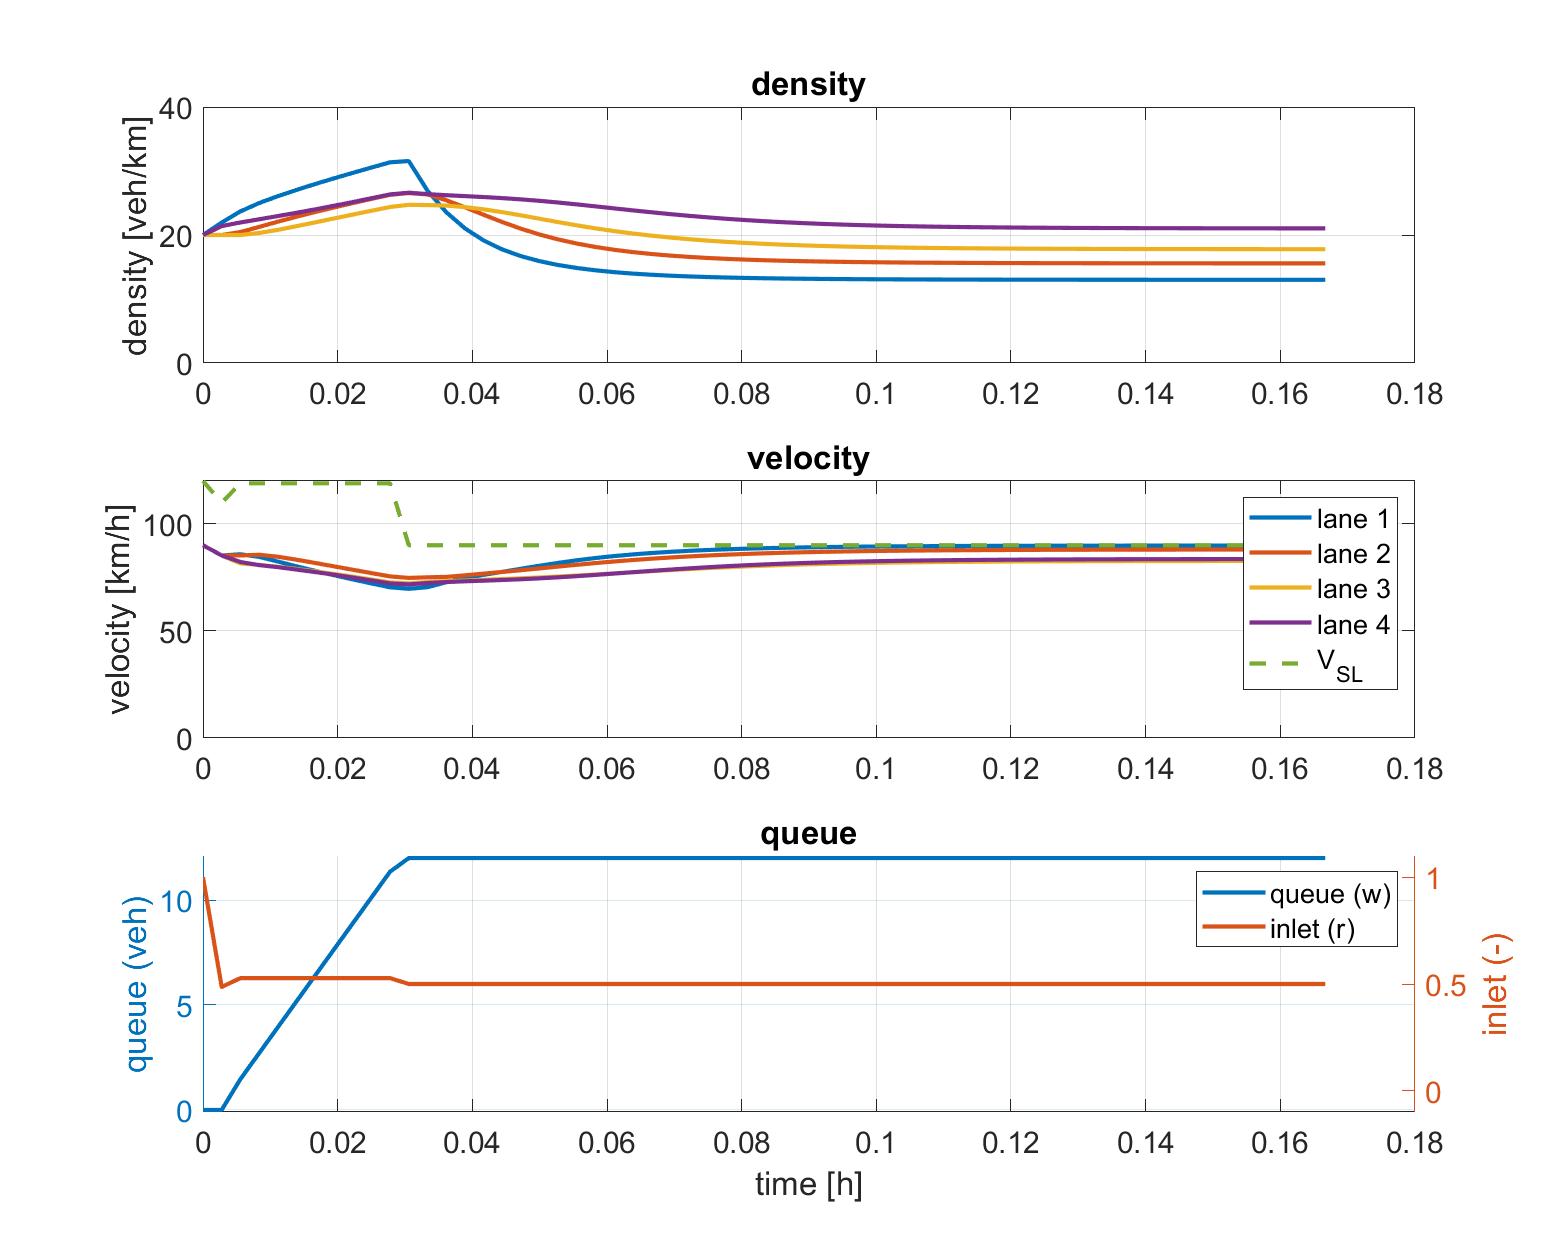 density
density [veh/km]
40
20
0
0 0.02 0.04 0.06 0.08 0.1 0.12 0.14 0.16 0.18
velocity
velocity [km/h]
100
50
0
lane 1
lane 2
lane 3
lane 4
V_SL
0 0.02 0.04 0.06 0.08 0.1 0.12 0.14 0.16 0.18
queue
queue (veh)
10
5
0
queue (w)
inlet (r)
1
0.5
0
inlet (-)
0 0.02 0.04 0.06 0.08 0.1 0.12 0.14 0.16 0.18
time [h]